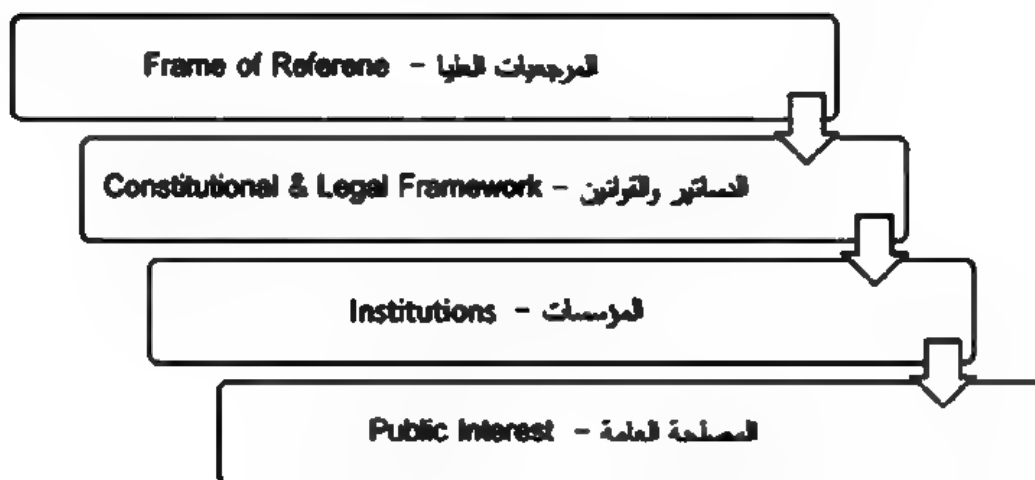 Frame of Referene - المرجعيات العليا
Constitutional & Legal Framework - الدساتير والقوانين
Institutions - المؤسسات
Public Interest - المصلحة العامة